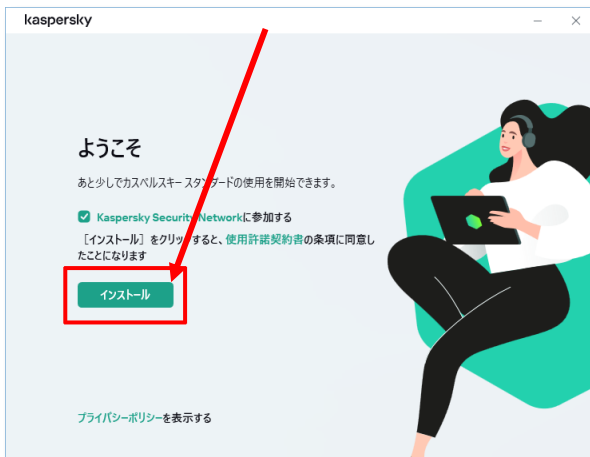 kaspersky
ようこそ
あと少しでカスペルスキー スタンダードの使用を開始できます。
Kaspersky Security Networkに参加する
［インストール］をクリックすると、使用許諾契約書の条項に同意し
たことになります
インストール
プライバシーポリシーを表示する